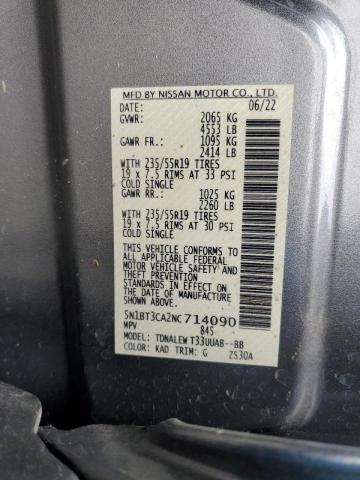 MFD BY NISSAN MOTOR CO., LTD.
DATE: 06/22
GVWR: 2065 KG
4553 LB
GAWR FR.: 1095 KG
2414 LB
WITH 235/55R19 TIRES
19 x 7.5 RIMS AT 33 PSI
COLD SINGLE
GAWR RR.: 1025 KG
2260 LB
WITH 235/55R19 TIRES
19 x 7.5 RIMS AT 30 PSI
COLD SINGLE
THIS VEHICLE CONFORMS TO
ALL APPLICABLE FEDERAL
MOTOR VEHICLE SAFETY AND
THEFT PREVENTION STANDARDS
IN EFFECT ON THE DATE OF
MANUFACTURE SHOWN ABOVE.
5N1BT3CA2NC714090
MPV 845
MODEL: TDNALEW T33UUAB--BB
COLOR: KAD TRIM: G ZS30A